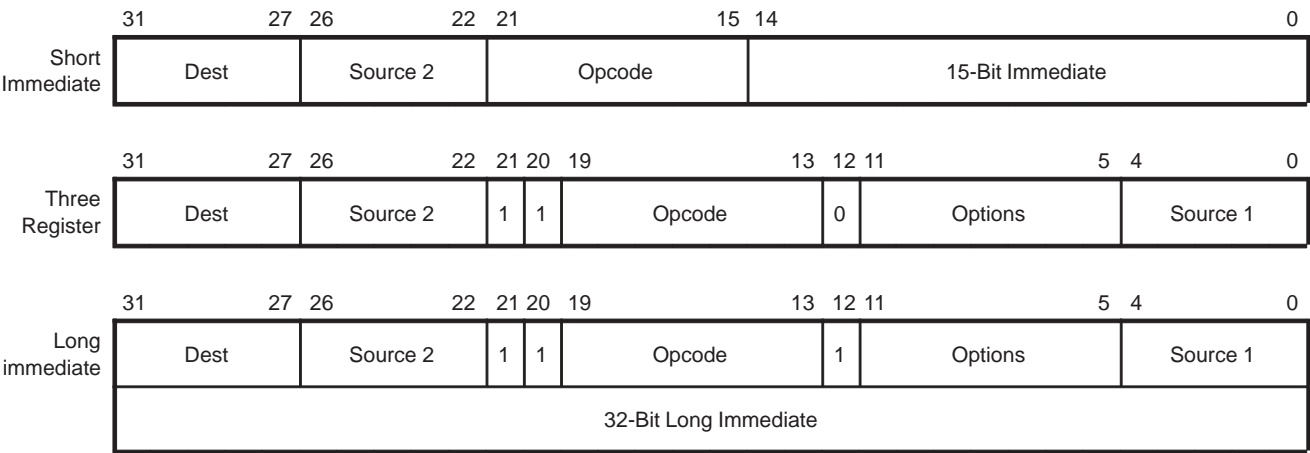 31 27 26 22 21 15 14 0
Short
Immediate
Dest Source 2 Opcode 15-Bit Immediate
31 27 26 22 21 20 19 13 12 11 5 4 0
Three
Register
Dest Source 2 1 1 Opcode 0 Options Source 1
31 27 26 22 21 20 19 13 12 11 5 4 0
Long
immediate
Dest Source 2 1 1 Opcode 1 Options Source 1
32-Bit Long Immediate